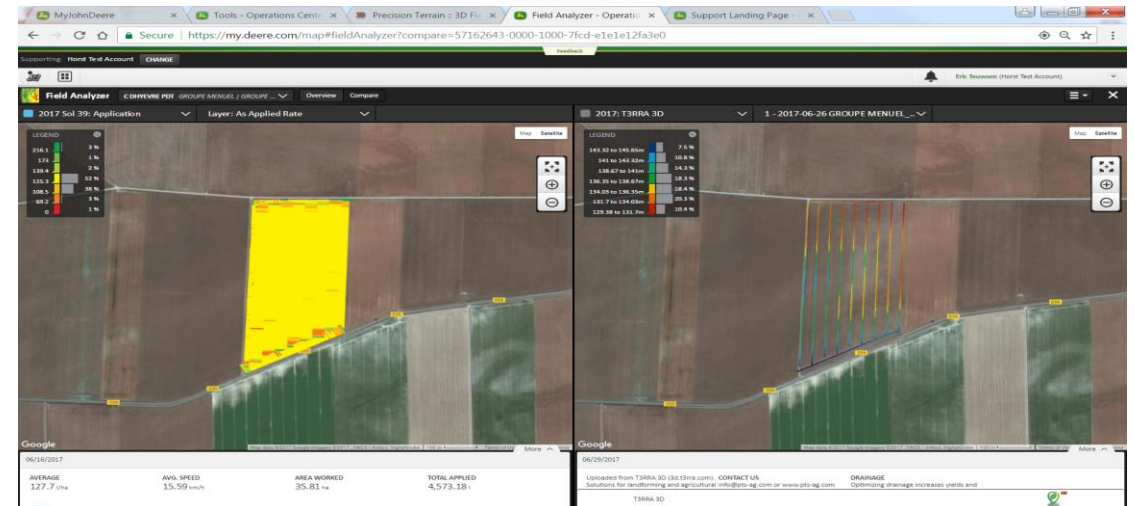 MyJohnDeere
Tools - Operations Cent
Precision Terrain :: 3D Fi
Field Analyzer - Operatio
Support Landing Page -
Secure | https://my.deere.com/map#fieldAnalyzer?compare=57162643-0000-1000-7fcd-e1e1e12fa3e0
Feedback
Supporting: Horst Test Account CHANGE
(Horst Test Account)
Field Analyzer C DHYEVRE PDT GROUPE MENUEL / GROUPE ... Overview Compare
2017 Sol 39: Application Layer: As Applied Rate
2017: T3RRA 3D 1 - 2017-06-26 GROUPE MENUEL_...
LEGEND
216.1 3 %
173 1 %
139.4 2 %
125.3 52 %
108.5 38 %
69.2 3 %
0 1 %
Map Satellite
LEGEND
143.32 to 145.65m 7.5 %
141 to 143.32m 10.8 %
138.67 to 141m 14.3 %
136.35 to 138.67m 18.3 %
134.03 to 136.35m 18.4 %
131.7 to 134.03m 20.3 %
129.38 to 131.7m 10.4 %
Map Satellite
Google
More
Google
More
06/16/2017
AVERAGE AVG. SPEED AREA WORKED TOTAL APPLIED
127.7 l/ha 15.59 km/h 35.81 ha 4,573.18 l
06/29/2017
Uploaded from T3RRA 3D (3d.t3rra.com). CONTACT US
Solutions for landforming and agricultural info@pts-ag.com or www.pts-ag.com
DRAINAGE
Optimizing drainage increases yields and
T3RRA 3D